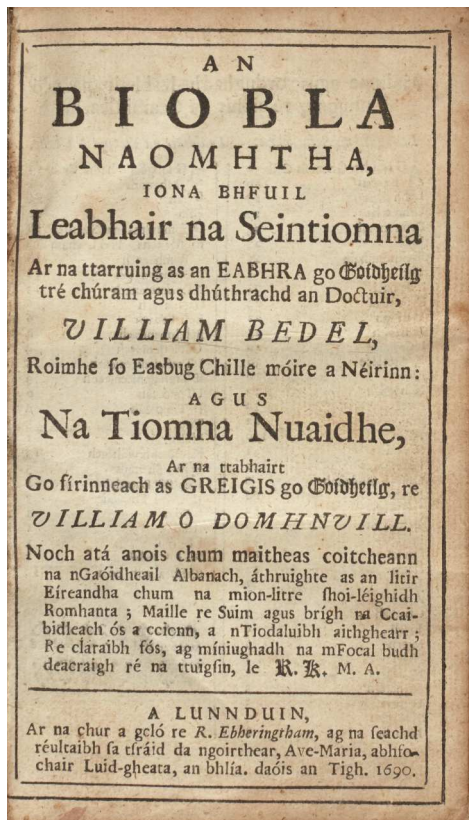 AN
BIOBLA
NAOMHTHA,
IONA BHFUIL
Leabhair na Seintiomna
Ar na ttarruing as an EABHRA go Goidheilg
tré chúram agus dhúthrachd an Doctuir,
VILLIAM BEDEL,
Roimhe ſo Easbug Chille móire a Néirinn:
AGUS
Na Tiomna Nuaidhe,
Ar na ttabhairt
Go fírinneach as GREIGIS go Goidheilg, re
VILLIAM O DOMHNVILL.
Noch atá anois chum maitheas coitcheann
na nGaóidheail Albanach, áthruighte as an litir
Eíreandha chum na mion-litre ſhoi-léighidh
Romhanta; Maille re Suim agus brígh na Ccai-
bidleach ós a ccionn, a nTiodaluibh aithghearr;
Re claraibh fós, ag míniughadh na mFocal budh
deacraigh ré na ttuigſin, le R. K. M. A.
A LUNNDUIN,
Ar na chur a gcló re R. Ebheringtham, ag na ſeachd
réultaibh ſa tſráid da ngoirthear, Ave-Maria, abhfo-
chair Luid-gheata, an bhlía. daóis an Tigh. 1690.